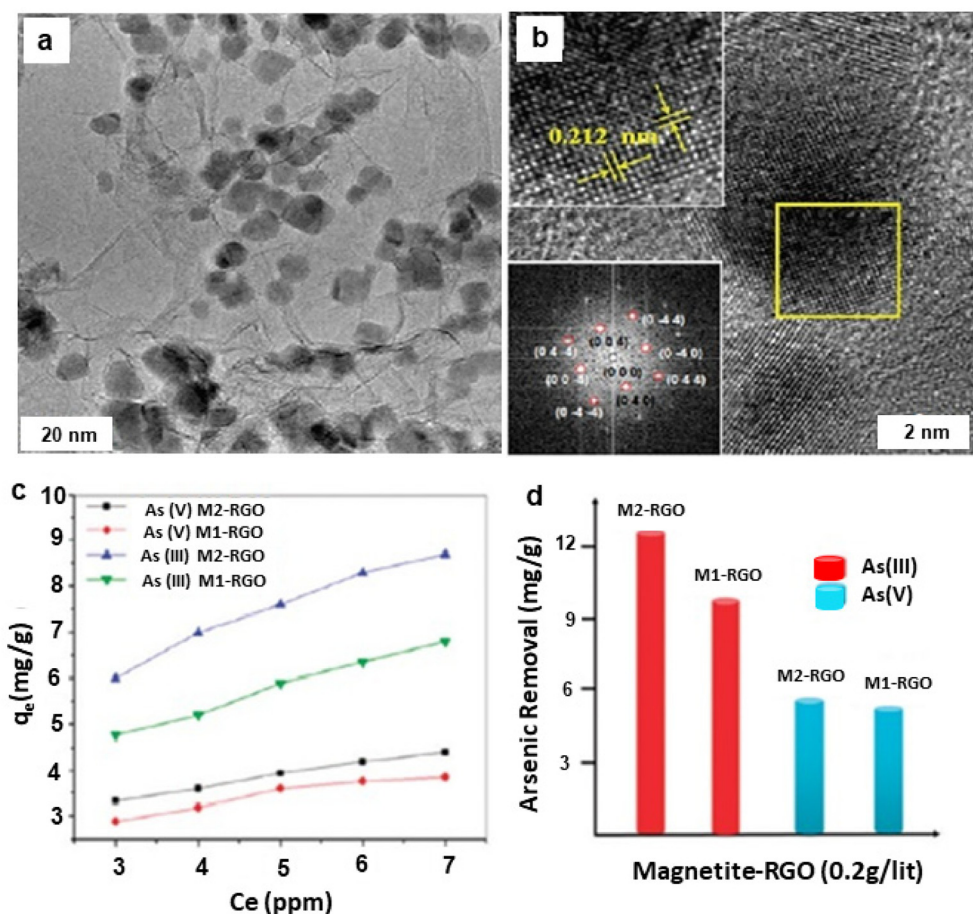 a
20 nm
b
0.212 nm
(0 -4 4)
(0 0 4)
(0 4 -4)
(0 -4 0)
(0 0 0)
(0 0 -4)
(0 4 4)
(0 4 0)
(0 -4 -4)
2 nm
c
10
9
8
7
6
5
4
3
qe(mg/g)
As (V) M2-RGO
As (V) M1-RGO
As (III) M2-RGO
As (III) M1-RGO
3 4 5 6 7
Ce (ppm)
d
Arsenic Removal (mg/g)
12
9
6
3
M2-RGO
M1-RGO
As(III)
As(V)
M2-RGO
M1-RGO
Magnetite-RGO (0.2g/lit)